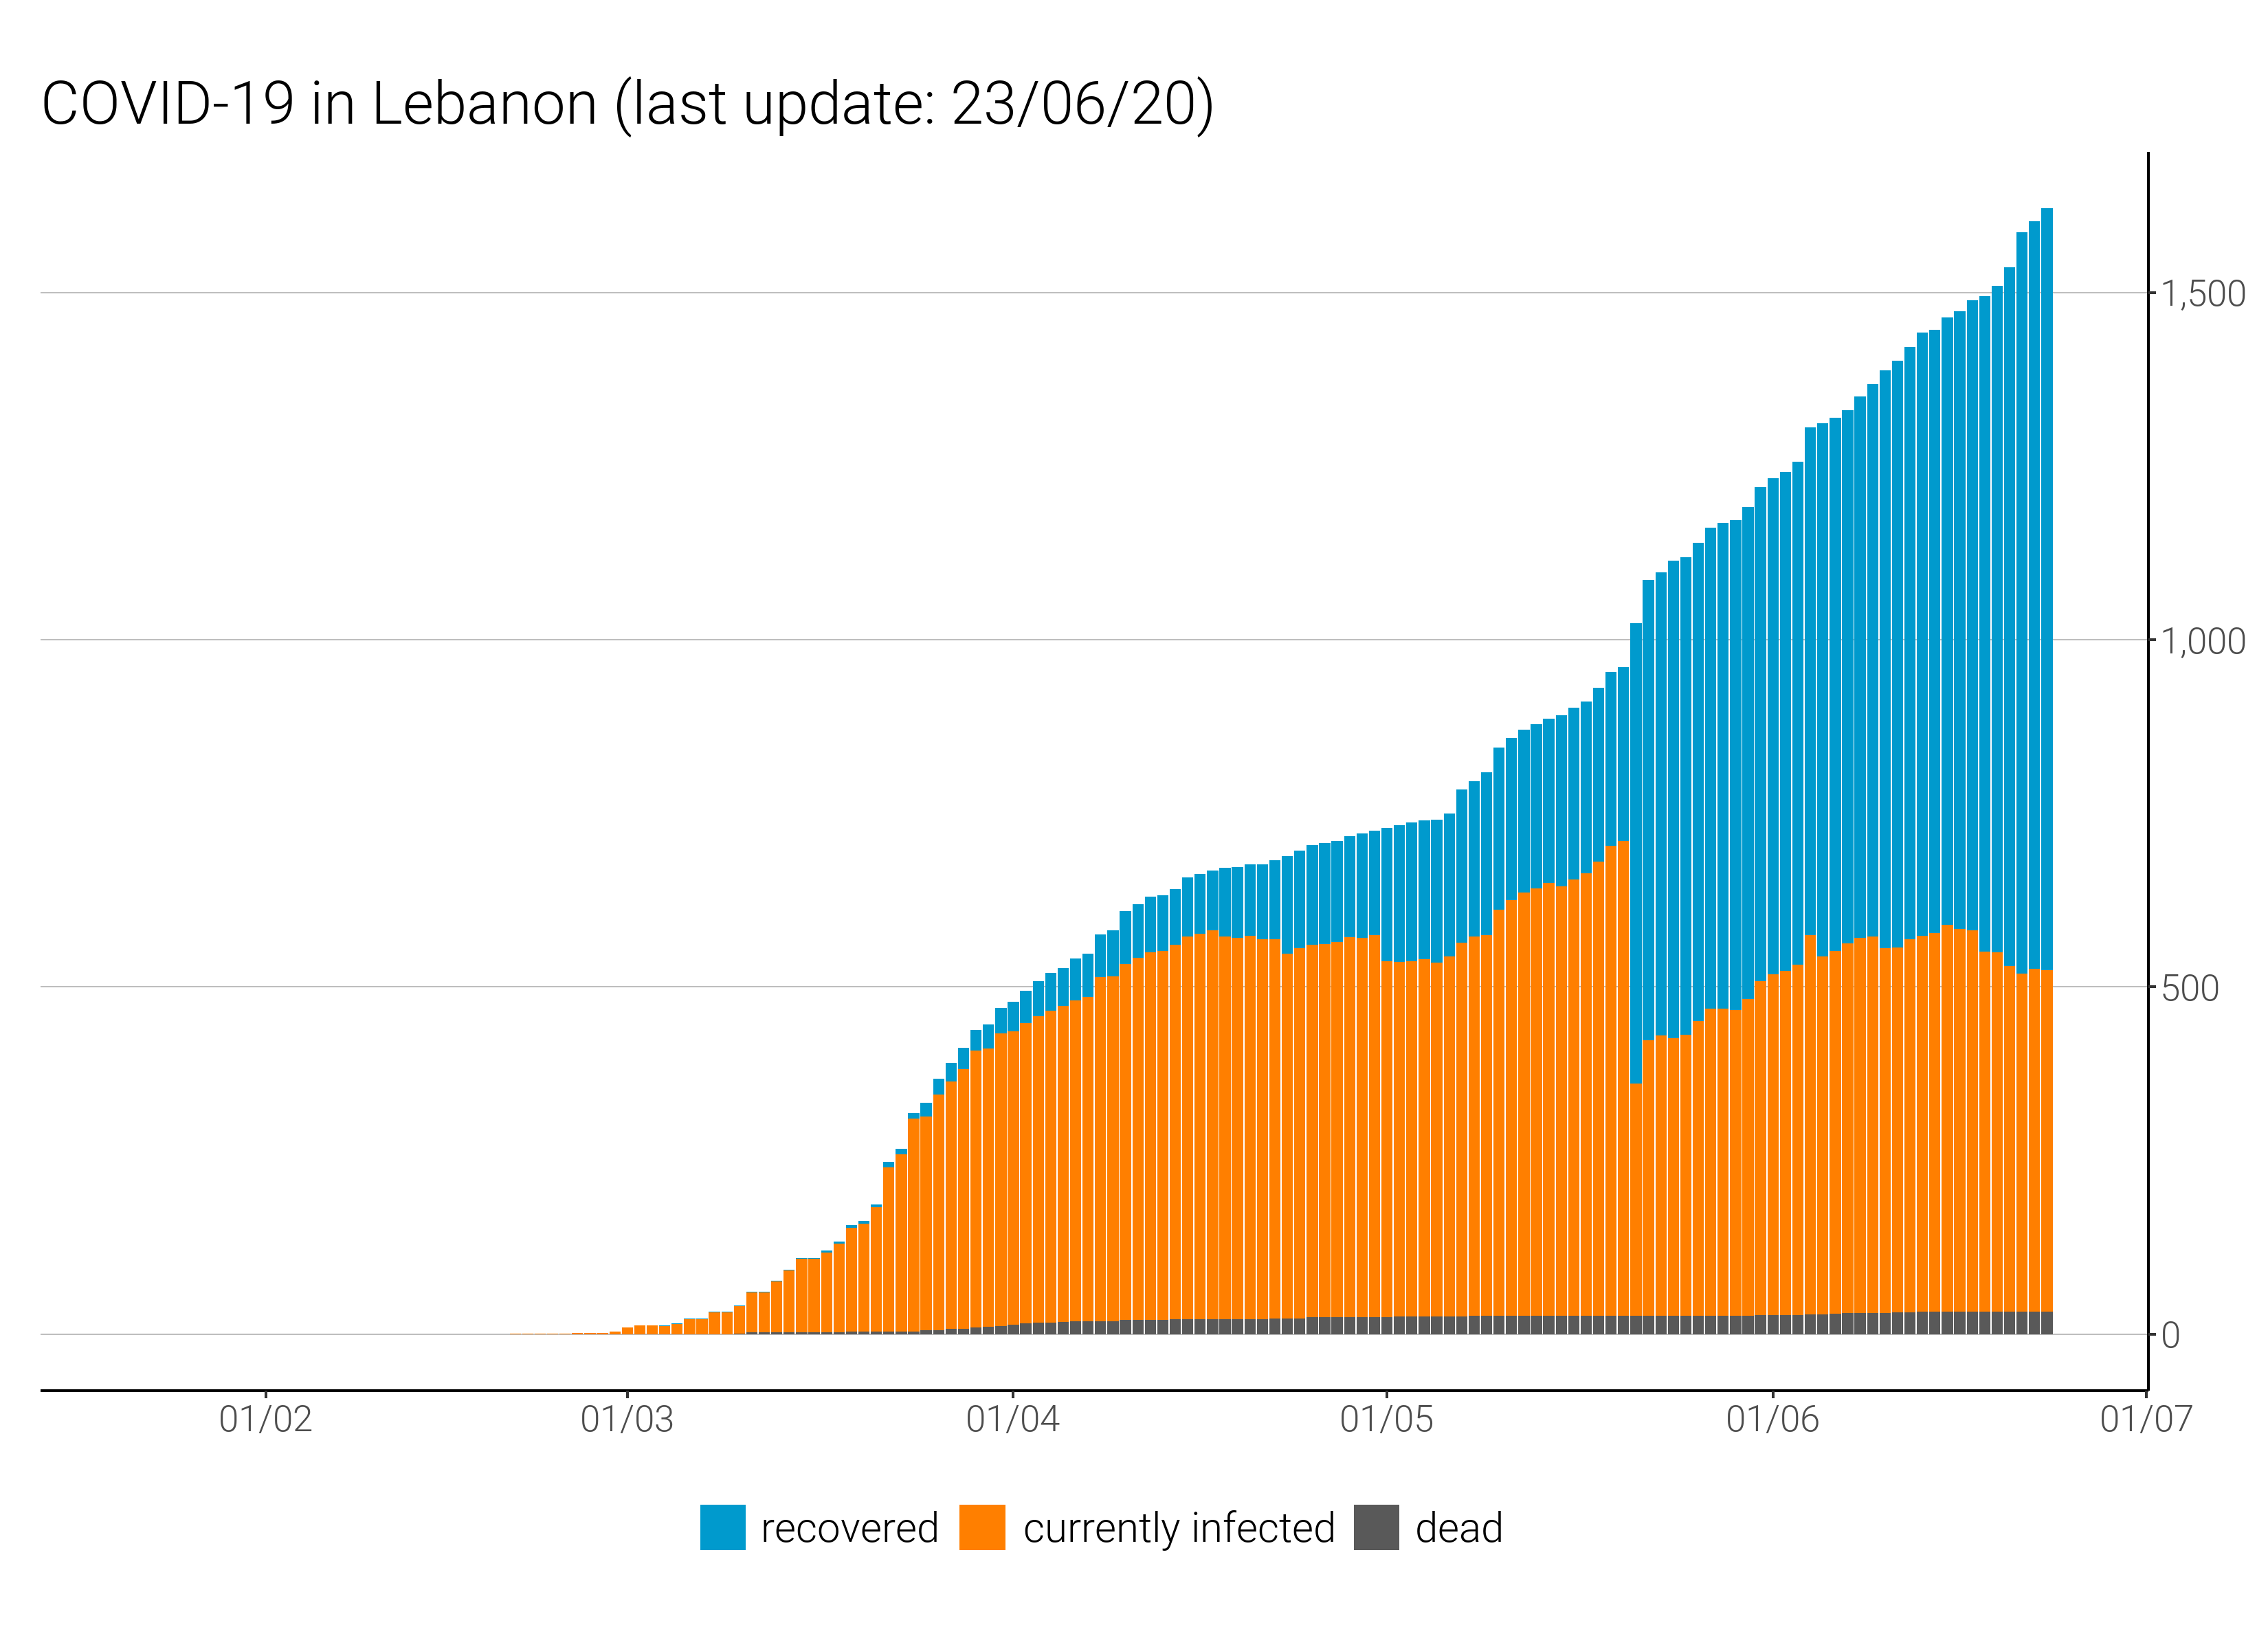 COVID-19 in Lebanon (last update: 23/06/20)
1,500
1,000
500
0
01/02 01/03 01/04 01/05 01/06 01/07
recovered currently infected dead